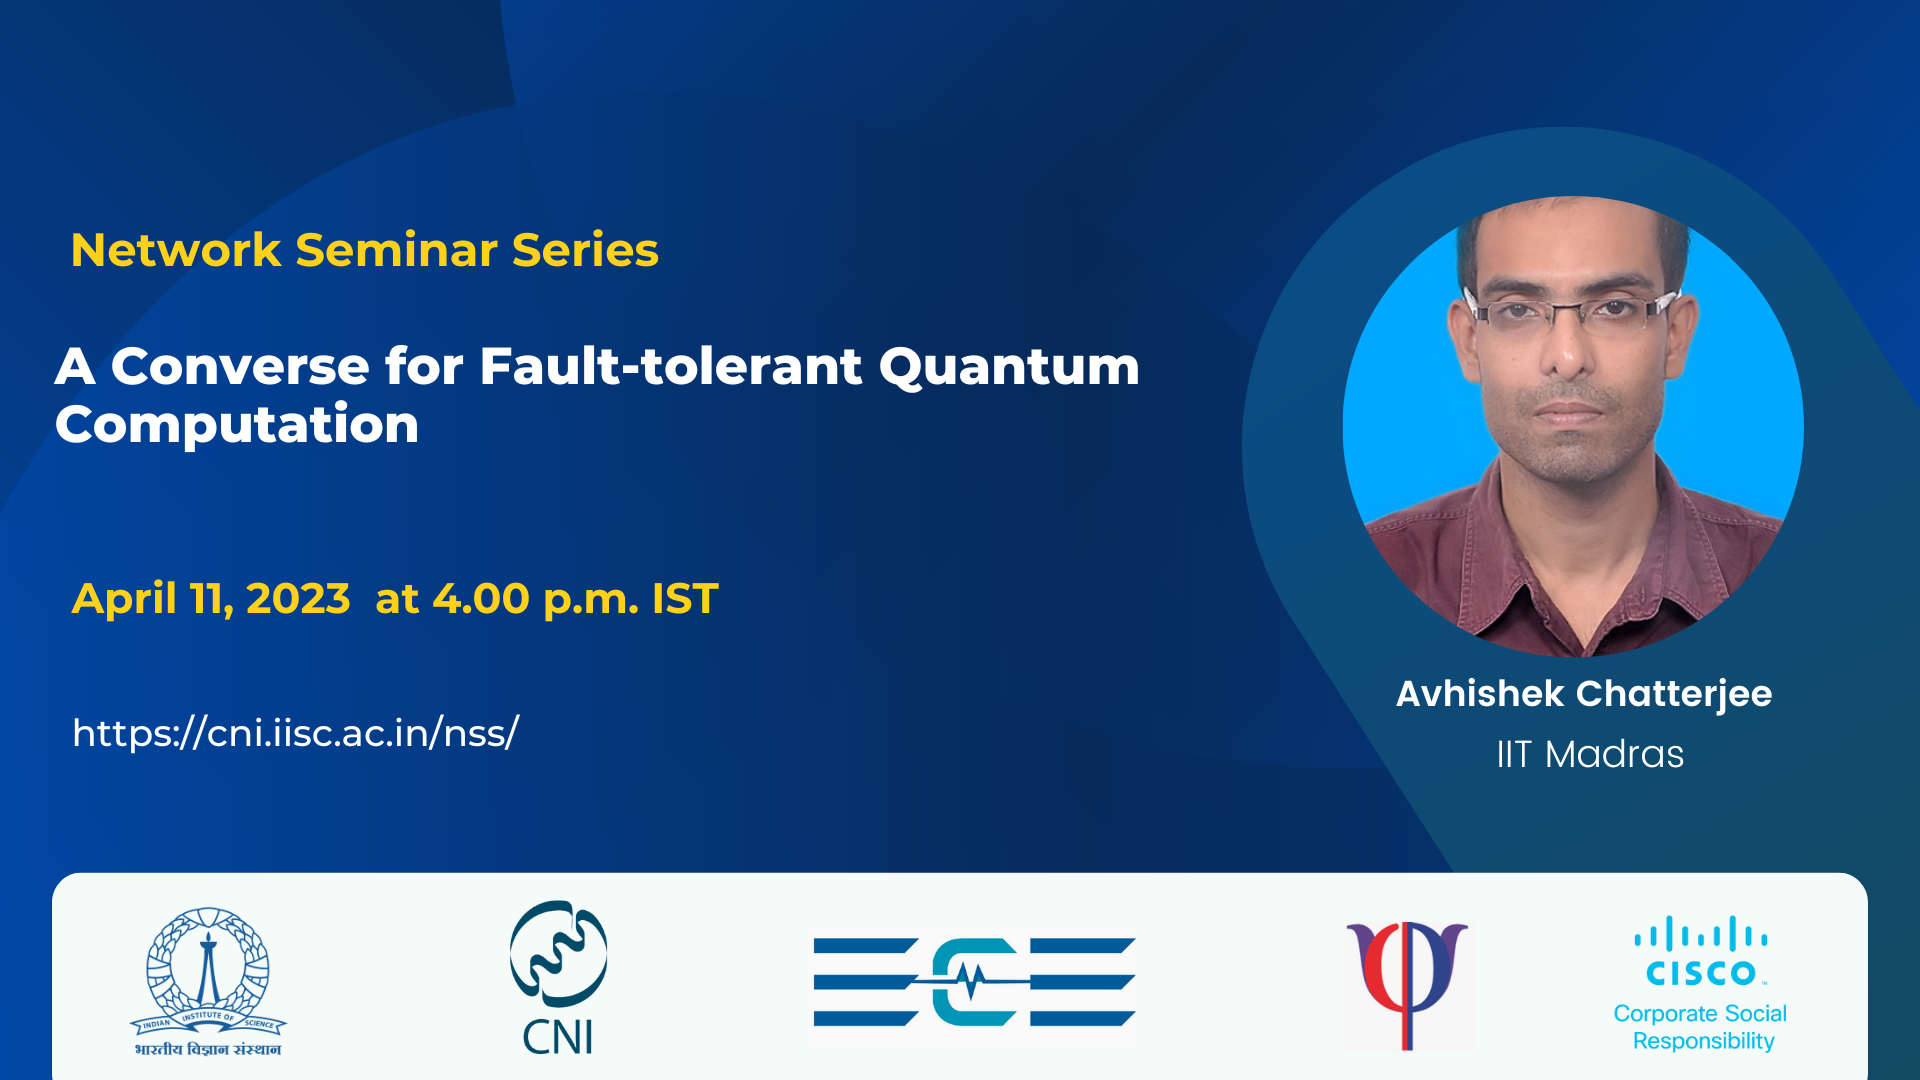 Network Seminar Series
A Converse for Fault-tolerant Quantum
Computation
April 11, 2023 at 4.00 p.m. IST
https://cni.iisc.ac.in/nss/
Avhishek Chatterjee
IIT Madras
INDIAN INSTITUTE OF SCIENCE
भारतीय विज्ञान संस्थान
CNI
ECE
CISCO
Corporate Social
Responsibility